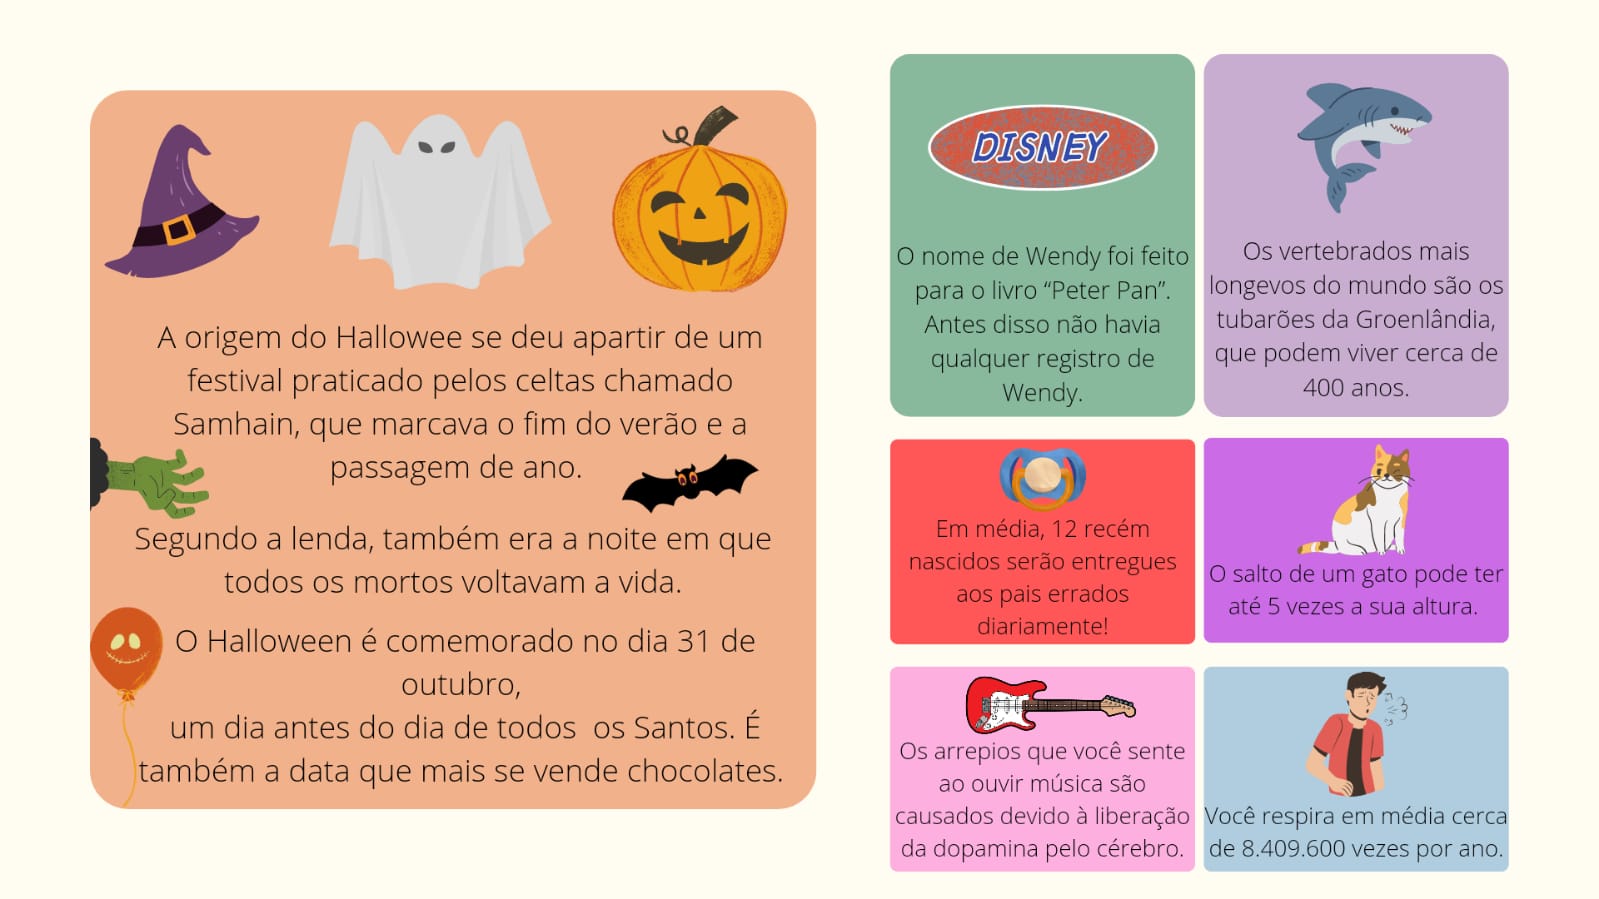 A origem do Hallowee se deu apartir de um
festival praticado pelos celtas chamado
Samhain, que marcava o fim do verão e a
passagem de ano.
Segundo a lenda, também era a noite em que
todos os mortos voltavam a vida.
O Halloween é comemorado no dia 31 de
outubro,
um dia antes do dia de todos  os Santos. É
também a data que mais se vende chocolates.
DISNEY
O nome de Wendy foi feito
para o livro “Peter Pan”.
Antes disso não havia
qualquer registro de
Wendy.
Os vertebrados mais
longevos do mundo são os
tubarões da Groenlândia,
que podem viver cerca de
400 anos.
Em média, 12 recém
nascidos serão entregues
aos pais errados
diariamente!
O salto de um gato pode ter
até 5 vezes a sua altura.
Os arrepios que você sente
ao ouvir música são
causados devido à liberação
da dopamina pelo cérebro.
Você respira em média cerca
de 8.409.600 vezes por ano.